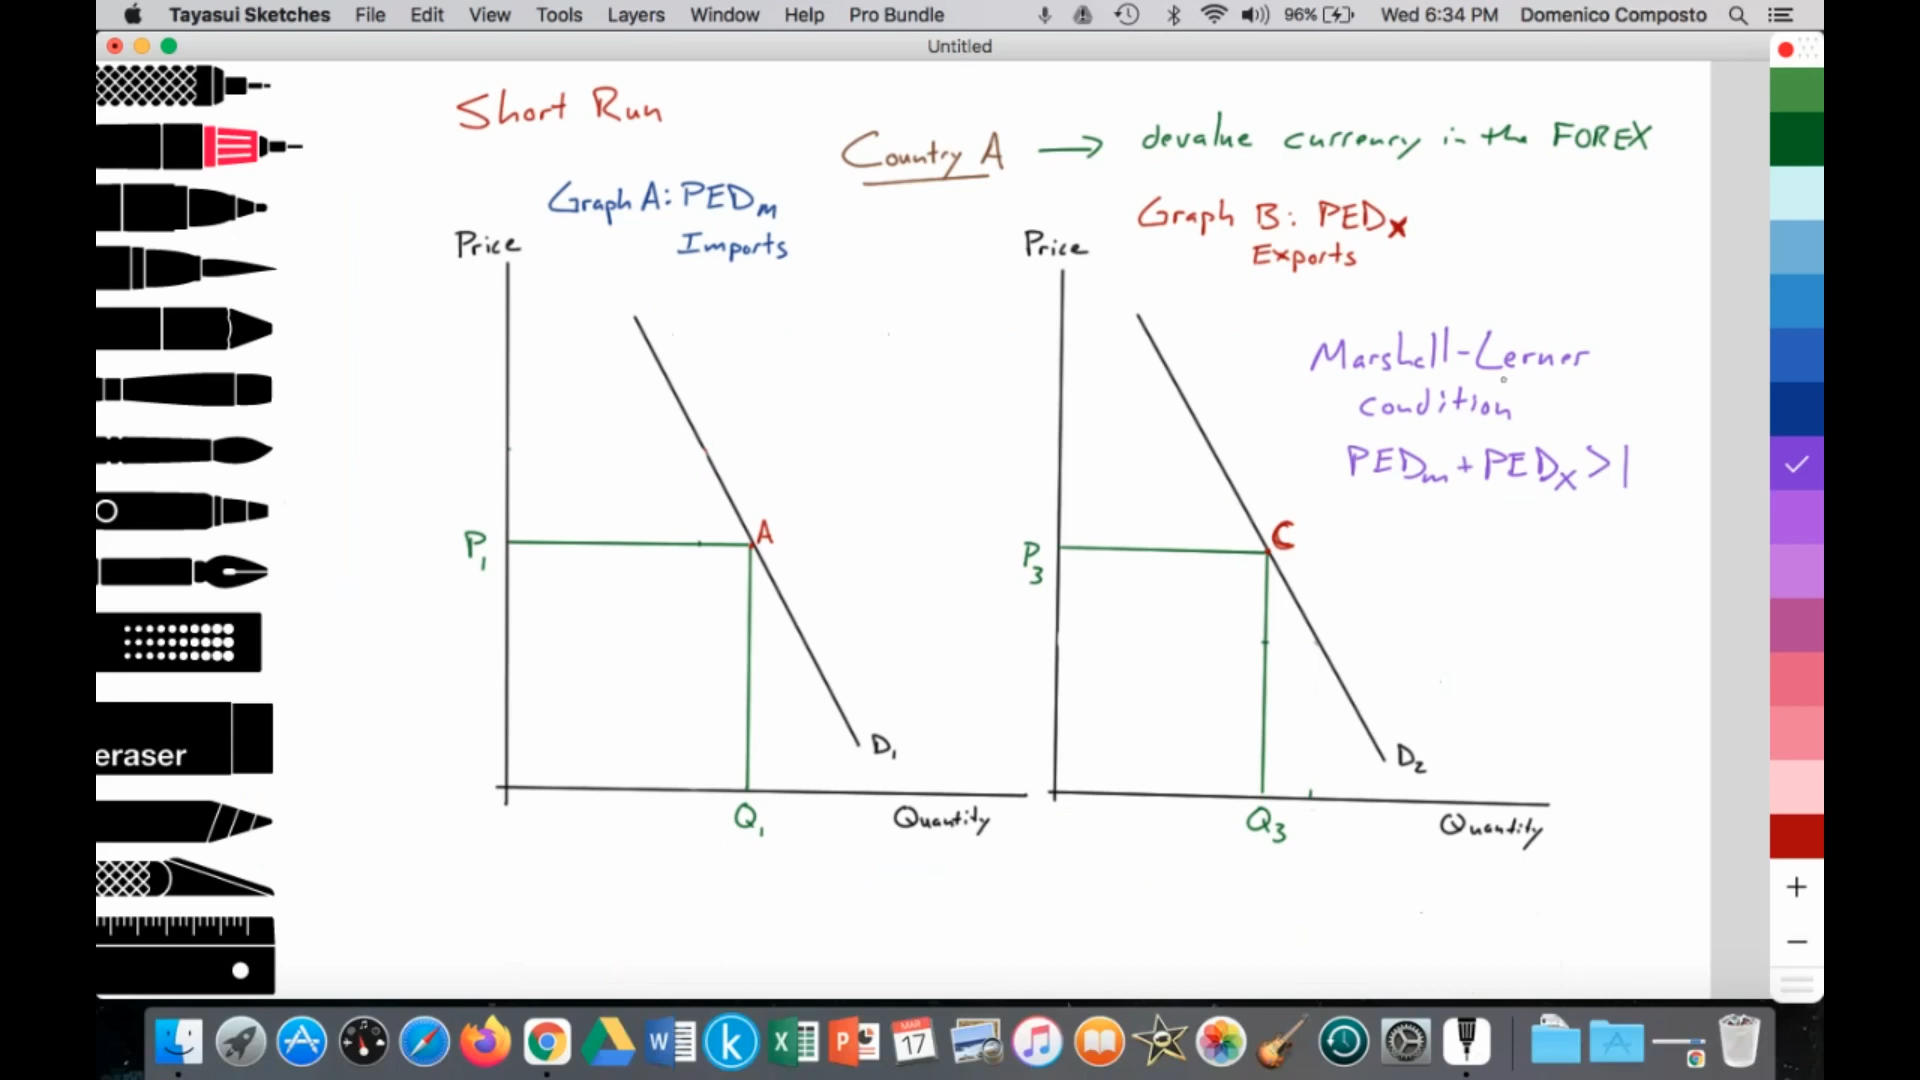 Tayasui Sketches File Edit View Tools Layers Window Help Pro Bundle 96% Wed 6:34 PM Domenico Composto
Untitled
Short Run
Country A → devalue currency in the FOREX
Graph A: PEDm
Imports
Graph B: PEDx
Exports
Price
Price
Marshall-Lerner
condition
PEDm + PEDx > 1
A
C
P1
P3
D1
D2
Q1
Quantity
Q3
Quantity
eraser
MAR
17
W
k
X
P